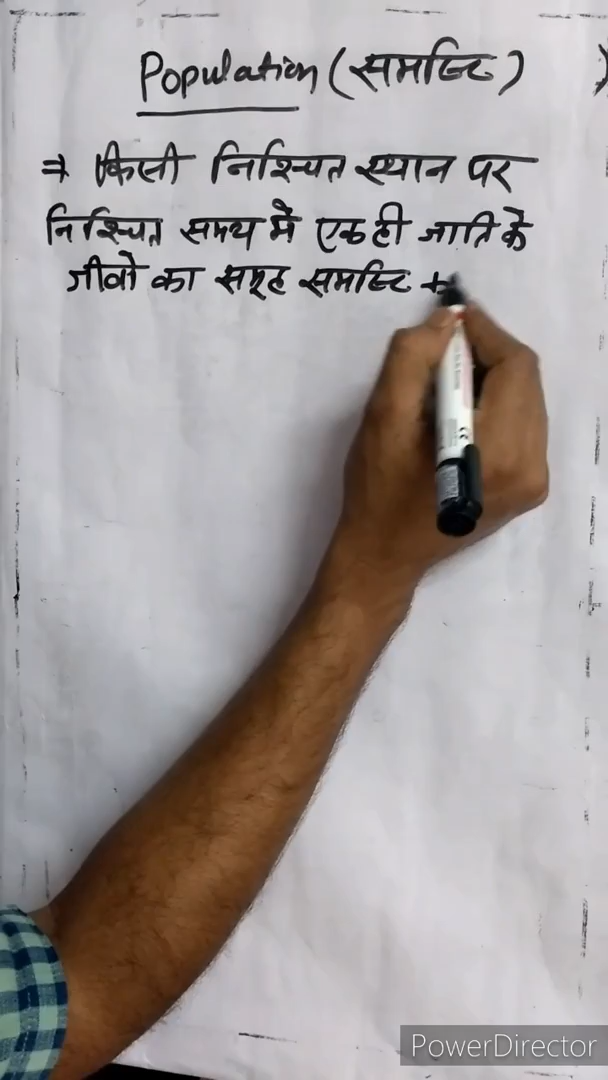 Population (समष्टि)
⇒ किसी निश्चित स्थान पर
निश्चित समय में एक ही जाति के
जीवो का समूह समष्टि
PowerDirector